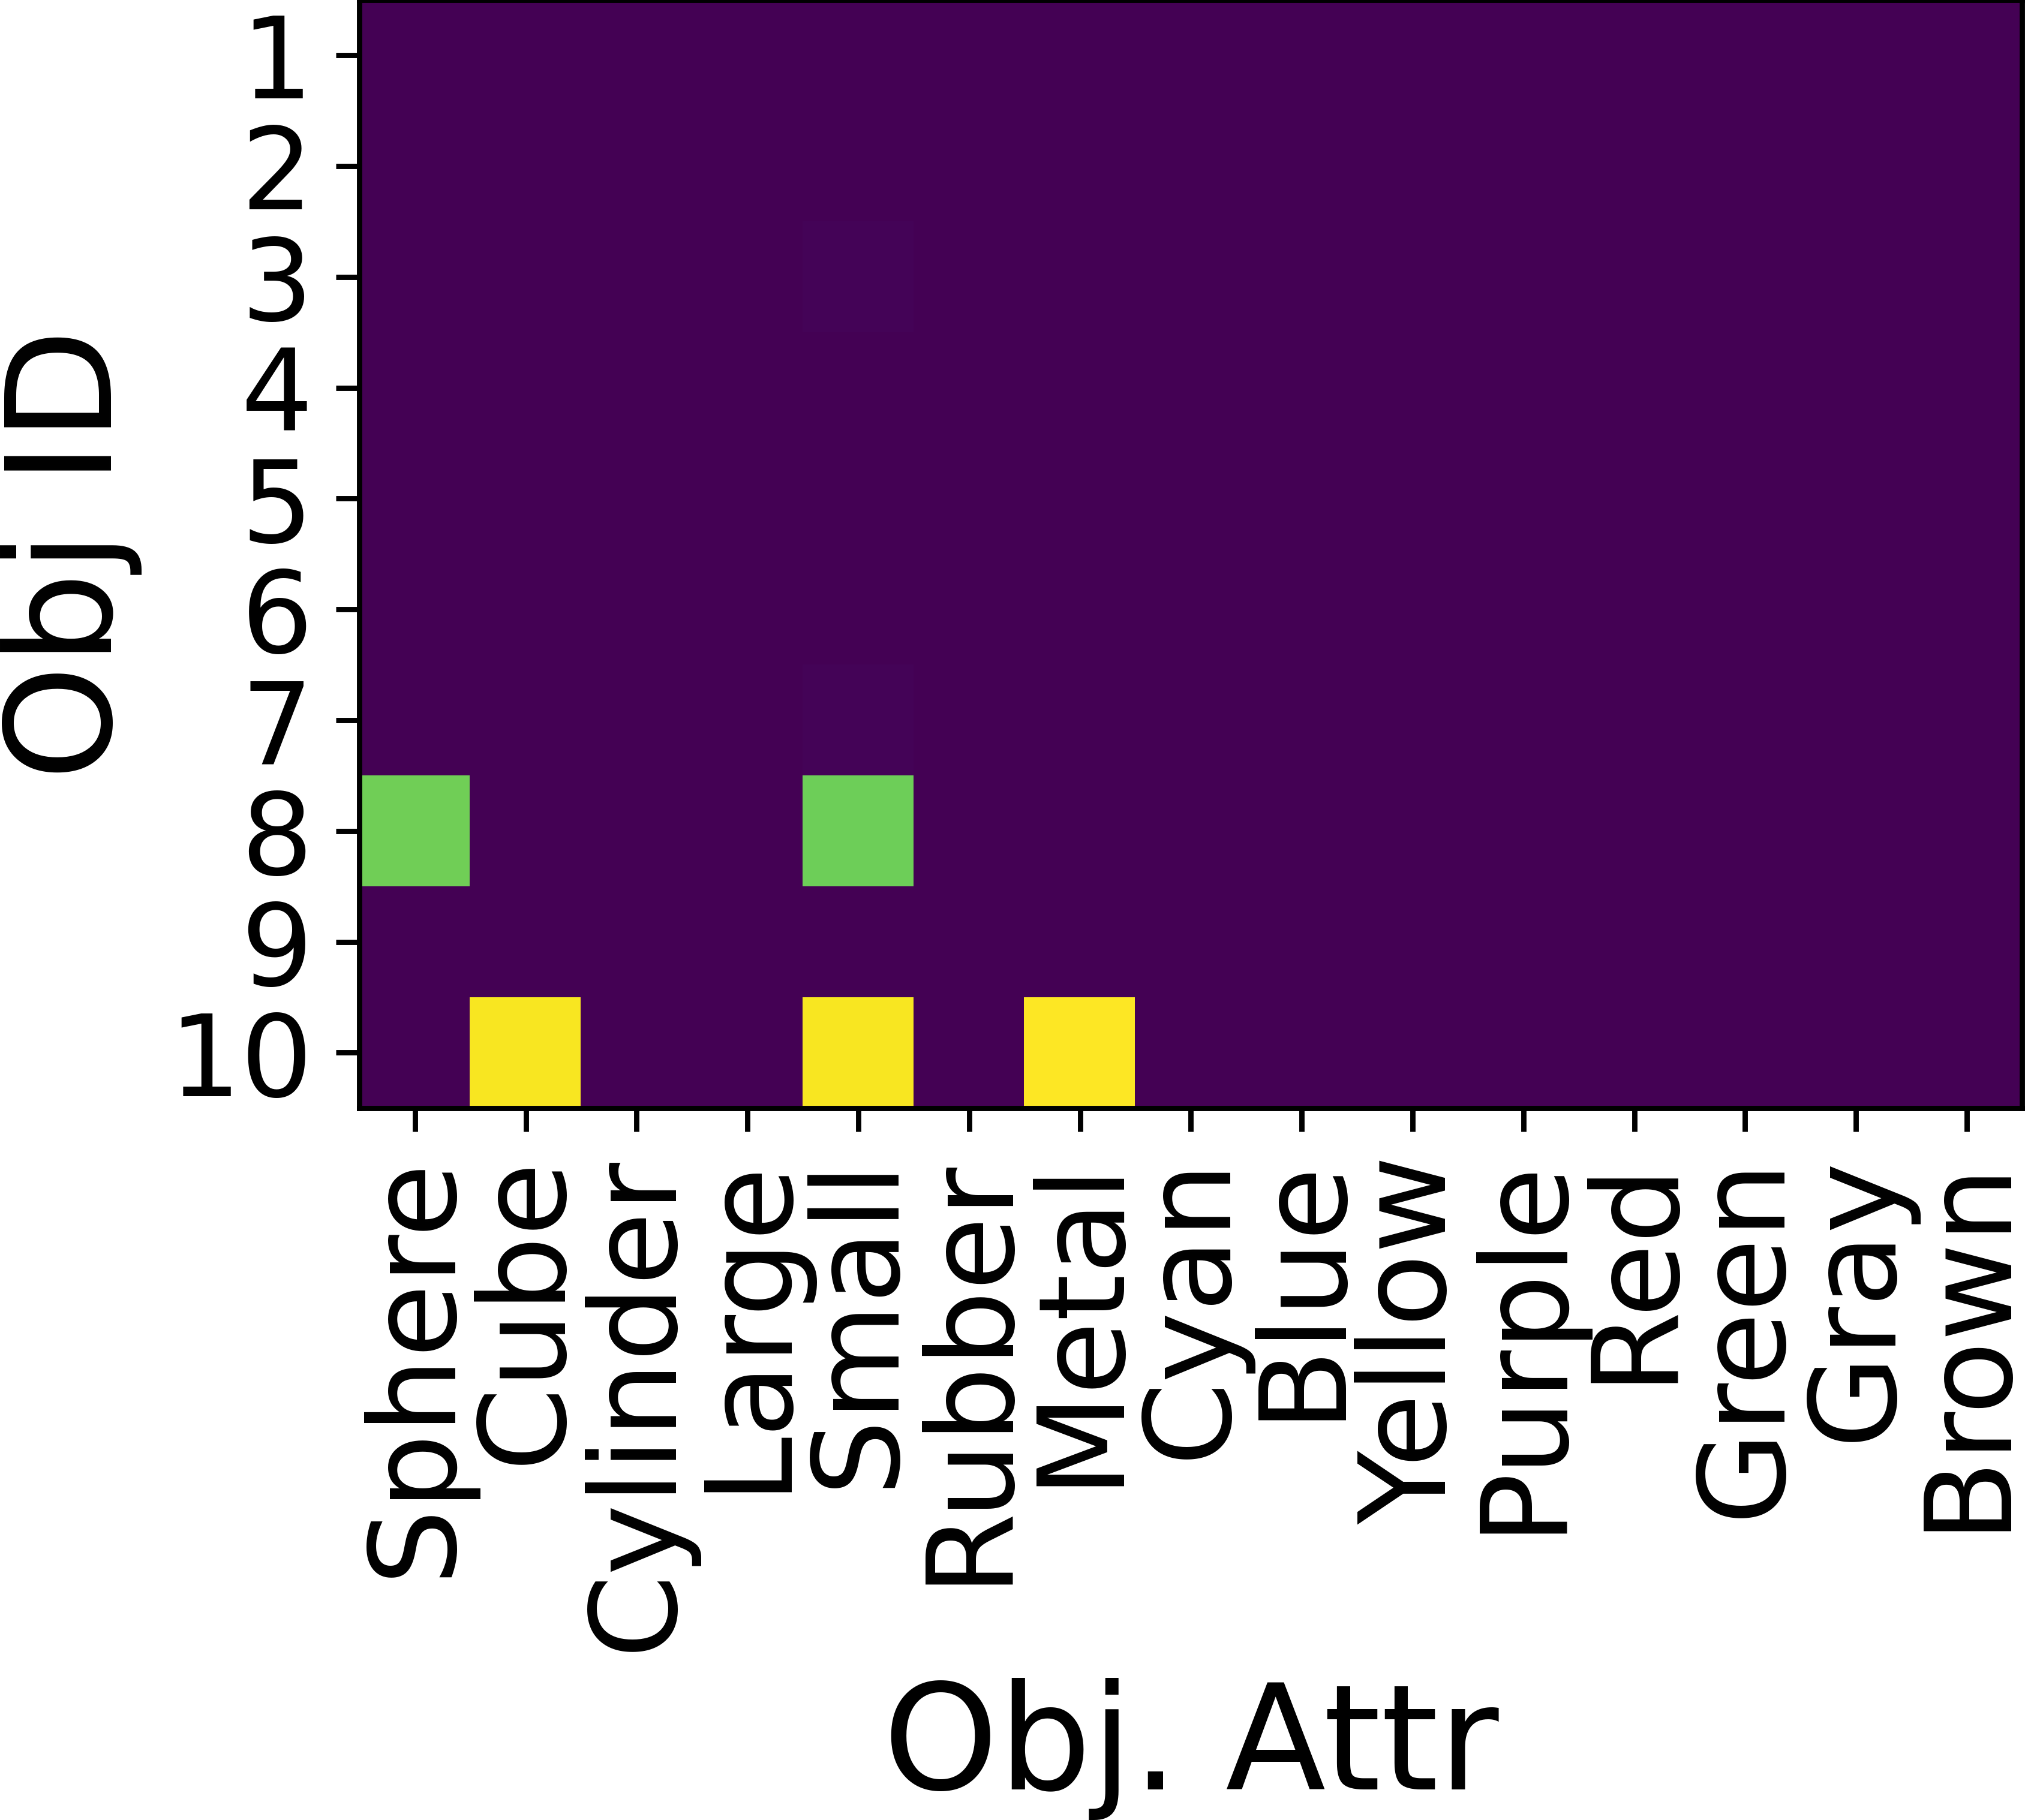 Obj ID
1
2
3
4
5
6
7
8
9
10
Sphere
Cube
Cylinder
Large
Small
Rubber
Metal
Cyan
Blue
Yellow
Purple
Red
Green
Gray
Brown
Obj. Attr